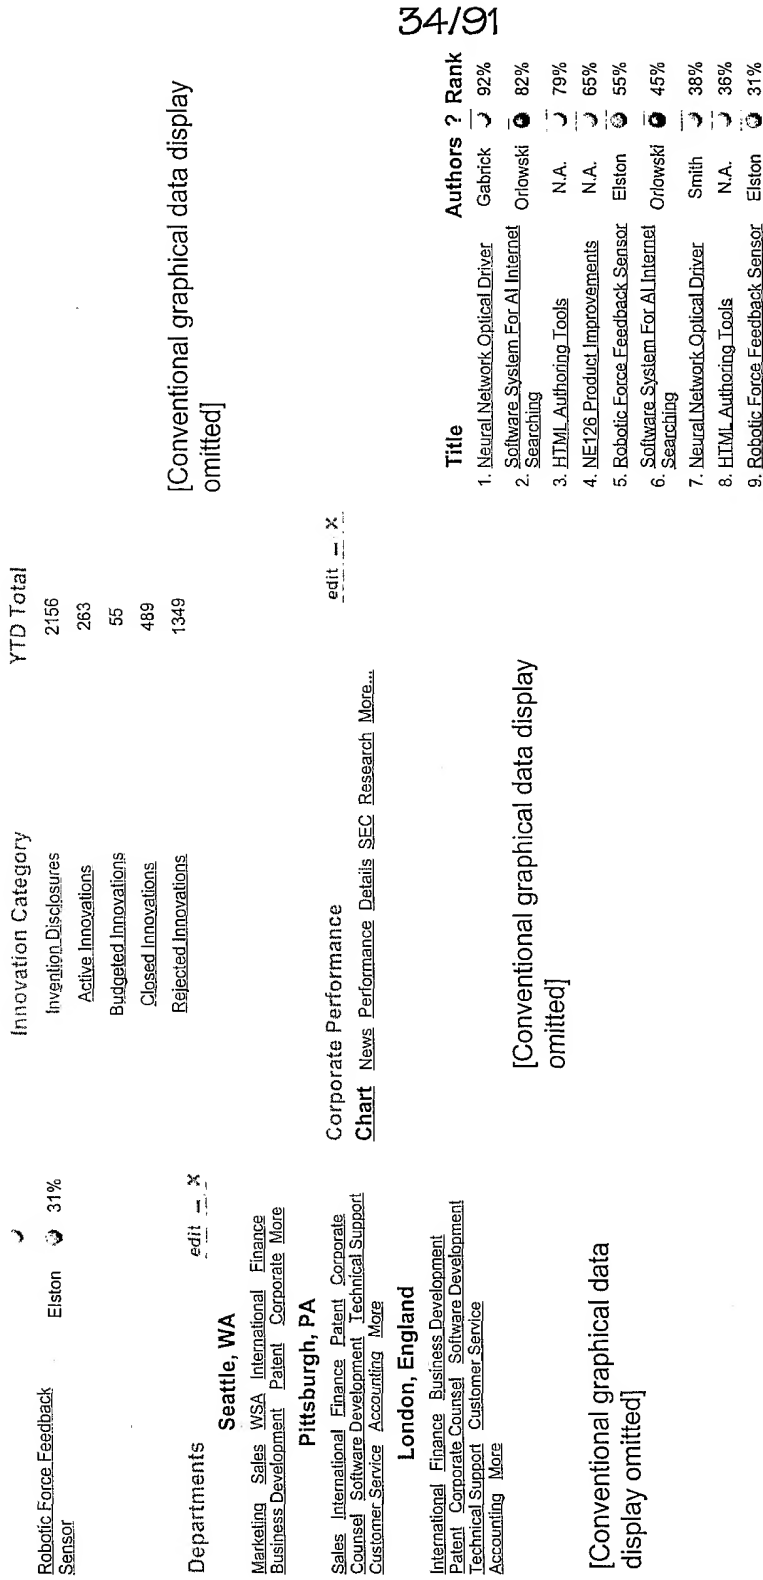 34/91
Robotic Force Feedback
Sensor
Elston 31%
Departments
edit – X
Seattle, WA
Marketing Sales WSA International Finance
Business Development Patent Corporate More
Pittsburgh, PA
Sales International Finance Patent Corporate
Counsel Software Development Technical Support
Customer Service Accounting More
London, England
International Finance Business Development
Patent Corporate Counsel Software Development
Technical Support Customer Service
Accounting More
[Conventional graphical data
display omitted]
Innovation Category YTD Total
Invention Disclosures 2156
Active Innovations 263
Budgeted Innovations 55
Closed Innovations 489
Rejected Innovations 1349
Corporate Performance
edit – X
Chart News Performance Details SEC Research More...
[Conventional graphical data display
omitted]
[Conventional graphical data display
omitted]
Title Authors ? Rank
1. Neural Network Optical Driver Gabrick 92%
Software System For AI Internet
2. Searching Orlowski 82%
3. HTML Authoring Tools N.A. 79%
4. NE126 Product Improvements N.A. 65%
5. Robotic Force Feedback Sensor Elston 55%
Software System For AI Internet
6. Searching Orlowski 45%
7. Neural Network Optical Driver Smith 38%
8. HTML Authoring Tools N.A. 36%
9. Robotic Force Feedback Sensor Elston 31%